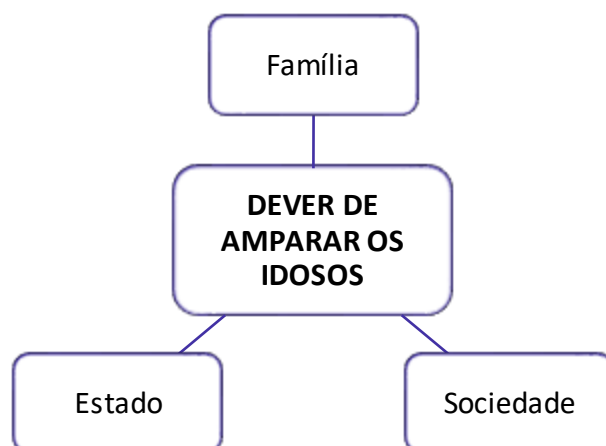 Família
DEVER DE
AMPARAR OS
IDOSOS
Estado
Sociedade